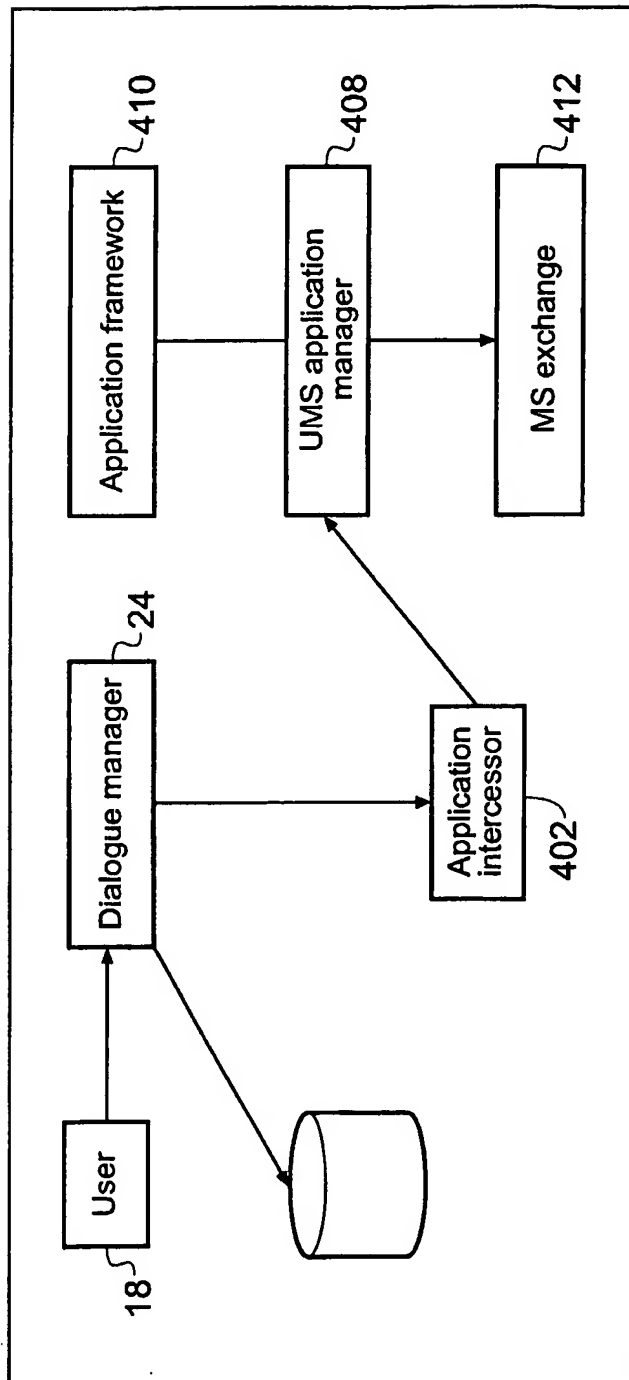 User
18
Dialogue manager
24
Application
intercessor
402
Application framework
410
UMS application
manager
408
MS exchange
412